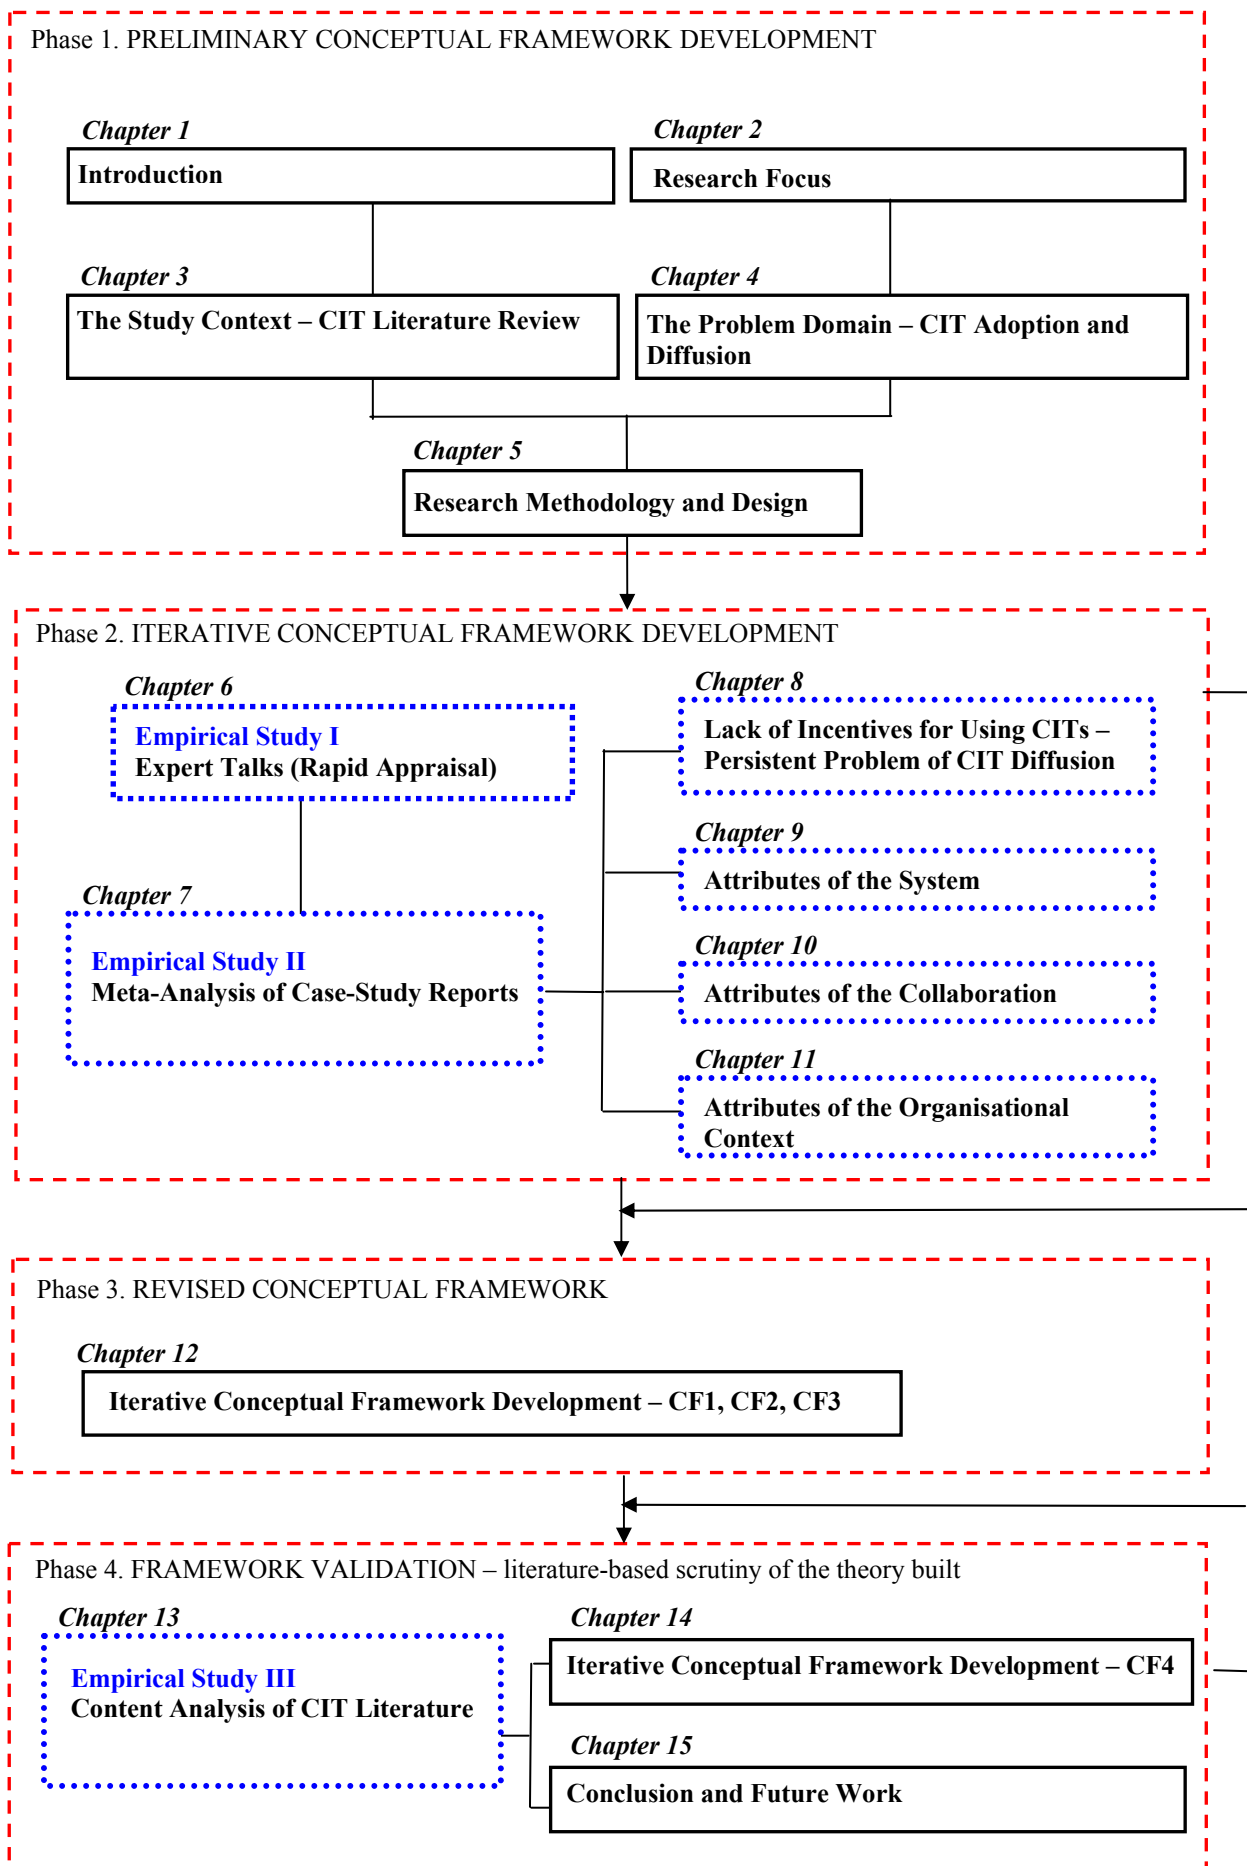 Phase 1. PRELIMINARY CONCEPTUAL FRAMEWORK DEVELOPMENT
Chapter 1
Introduction
Chapter 2
Research Focus
Chapter 3
The Study Context – CIT Literature Review
Chapter 4
The Problem Domain – CIT Adoption and
Diffusion
Chapter 5
Research Methodology and Design
Phase 2. ITERATIVE CONCEPTUAL FRAMEWORK DEVELOPMENT
Chapter 6
Empirical Study I
Expert Talks (Rapid Appraisal)
Chapter 7
Empirical Study II
Meta-Analysis of Case-Study Reports
Chapter 8
Lack of Incentives for Using CITs –
Persistent Problem of CIT Diffusion
Chapter 9
Attributes of the System
Chapter 10
Attributes of the Collaboration
Chapter 11
Attributes of the Organisational
Context
Phase 3. REVISED CONCEPTUAL FRAMEWORK
Chapter 12
Iterative Conceptual Framework Development – CF1, CF2, CF3
Phase 4. FRAMEWORK VALIDATION – literature-based scrutiny of the theory built
Chapter 13
Empirical Study III
Content Analysis of CIT Literature
Chapter 14
Iterative Conceptual Framework Development – CF4
Chapter 15
Conclusion and Future Work